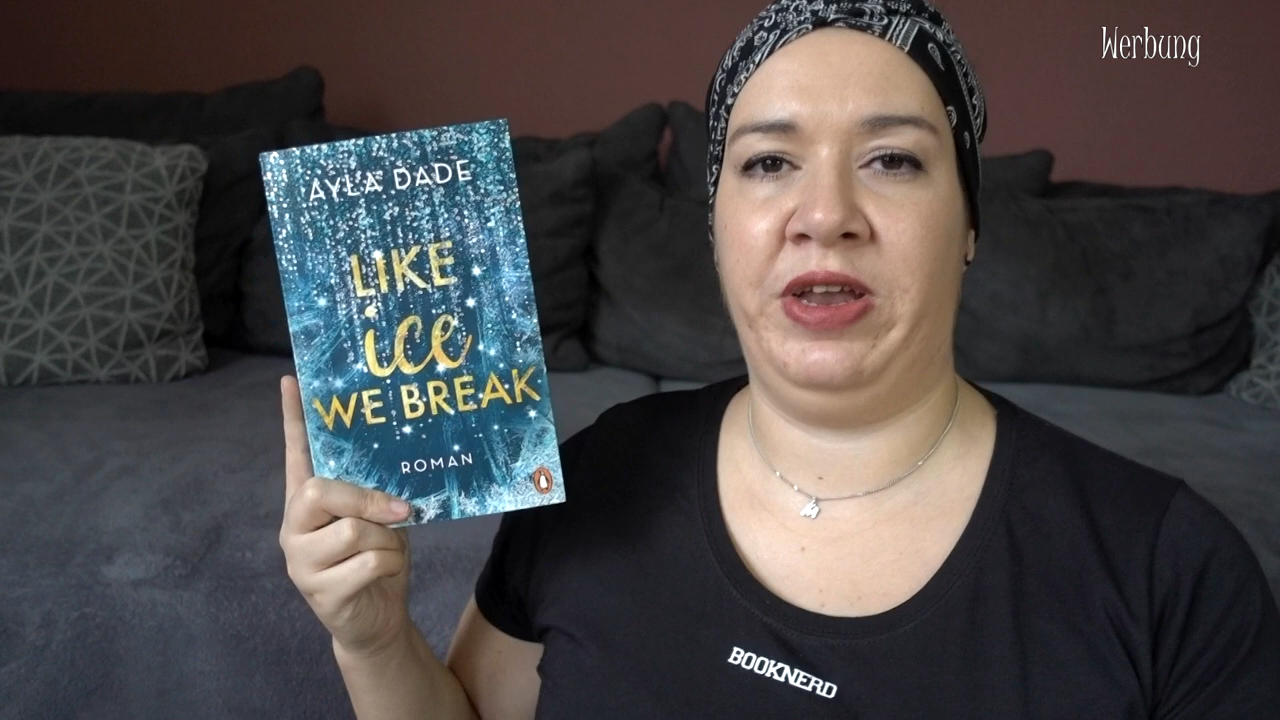 Werbung
AYLA DADE
LIKE
ice
WE BREAK
ROMAN
BOOKNERD